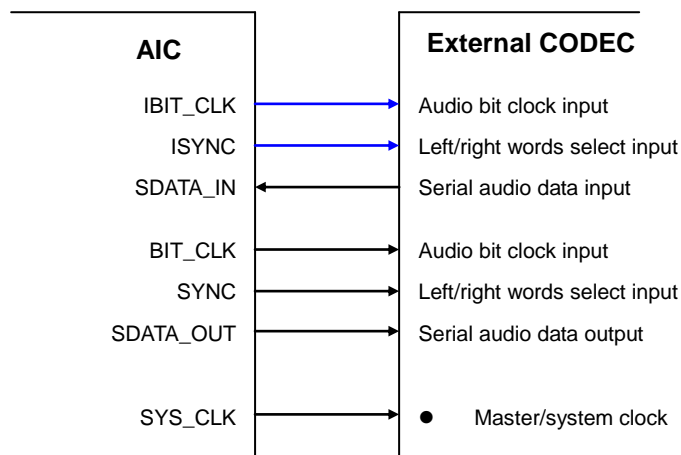 AIC External CODEC
IBIT_CLK Audio bit clock input
ISYNC Left/right words select input
SDATA_IN Serial audio data input
BIT_CLK Audio bit clock input
SYNC Left/right words select input
SDATA_OUT Serial audio data output
SYS_CLK ● Master/system clock